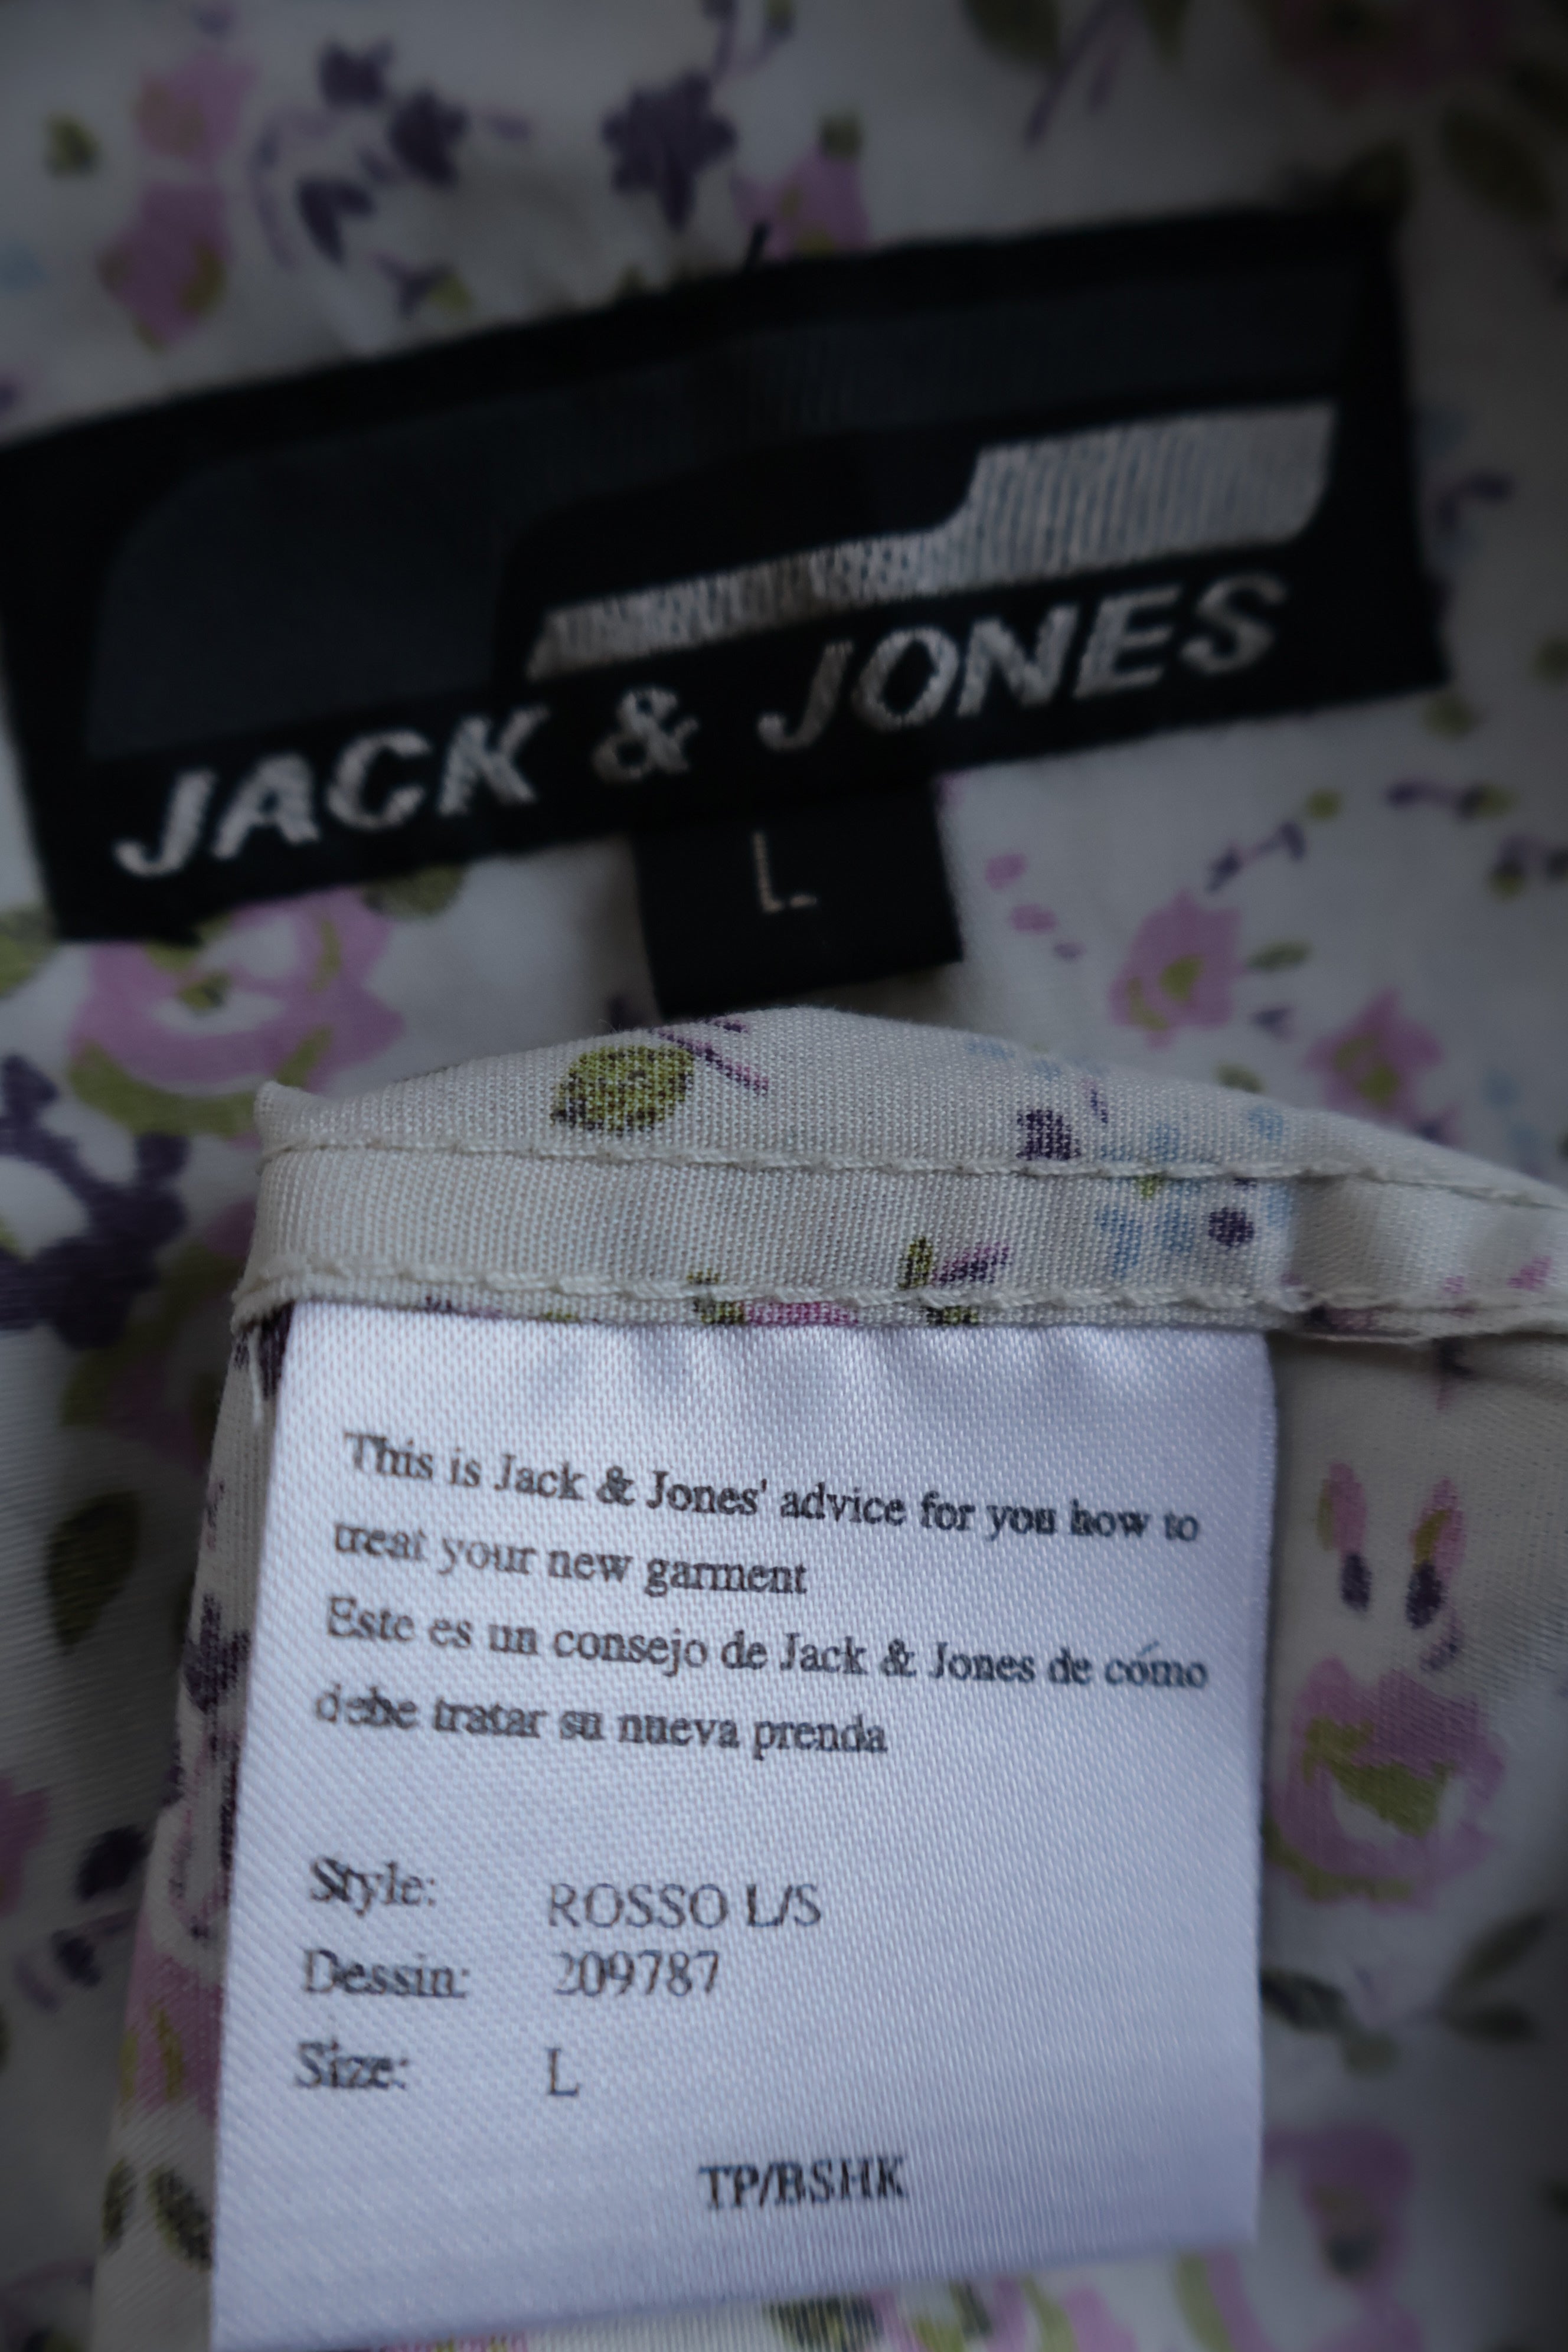 JACK & JONES
L
This is Jack & Jones' advice for you how to
treat your new garment
Este es un consejo de Jack & Jones de cómo
debe tratar su nueva prenda
Style: ROSSO L/S
Dessin: 209787
Size: L
TP/BSHK